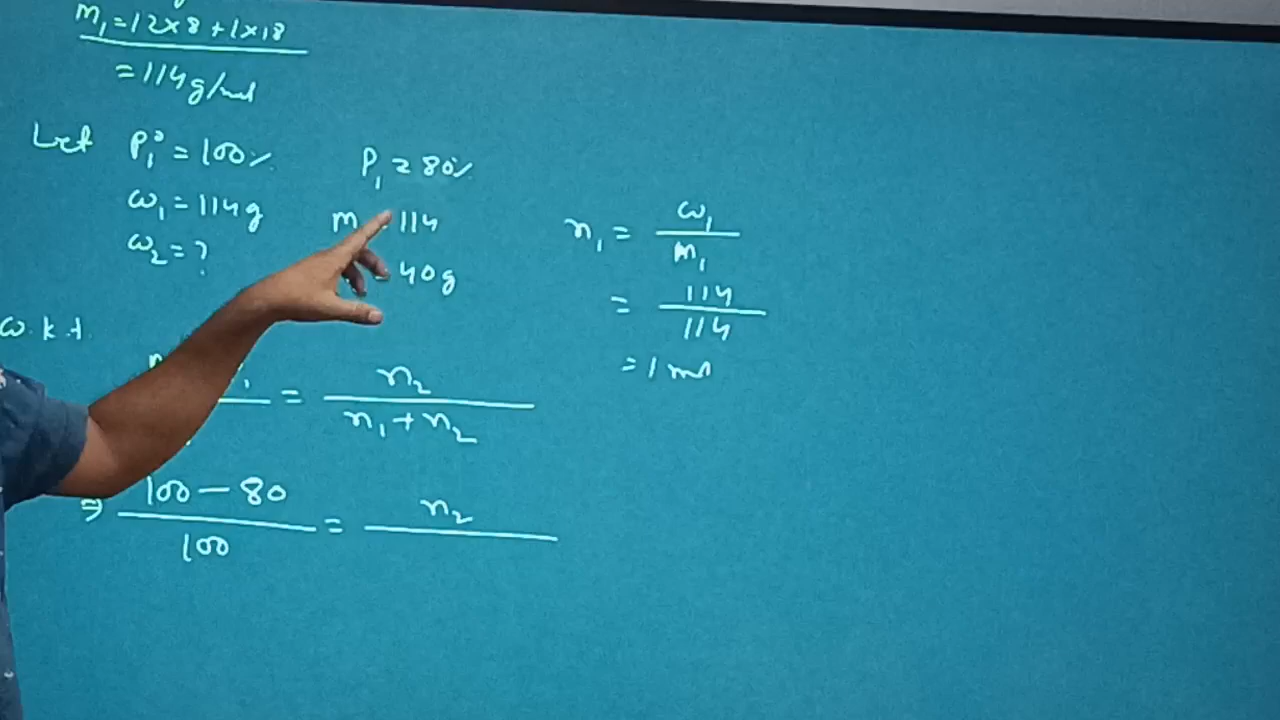 M₁ = 12×8 + 1×18
= 114 g/mol
Let P₁° = 100% P₁ = 80%
ω₁ = 114g m 114
ω₂ = ? 40g
n₁ = ω₁ / M₁
= 114 / 114
= 1 mol
ω.k.t.
= n₂ / n₁ + n₂
⇒ 100 − 80 / 100 = n₂